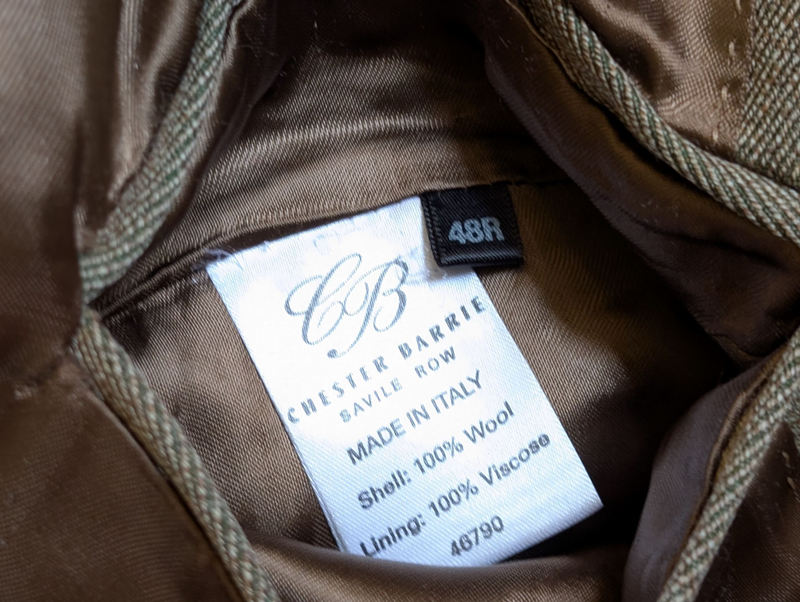 48R
CB
CHESTER BARRIE
SAVILE ROW
MADE IN ITALY
Shell: 100% Wool
Lining: 100% Viscose
46790